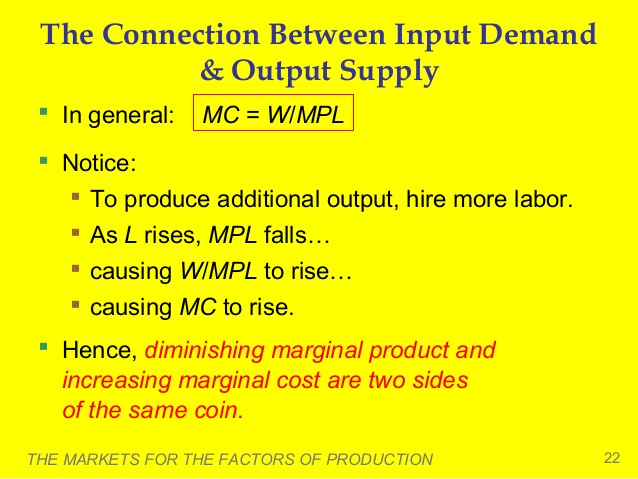 The Connection Between Input Demand
& Output Supply
In general: MC = W/MPL
Notice:
To produce additional output, hire more labor.
As L rises, MPL falls…
causing W/MPL to rise…
causing MC to rise.
Hence, diminishing marginal product and
increasing marginal cost are two sides
of the same coin.
THE MARKETS FOR THE FACTORS OF PRODUCTION 22